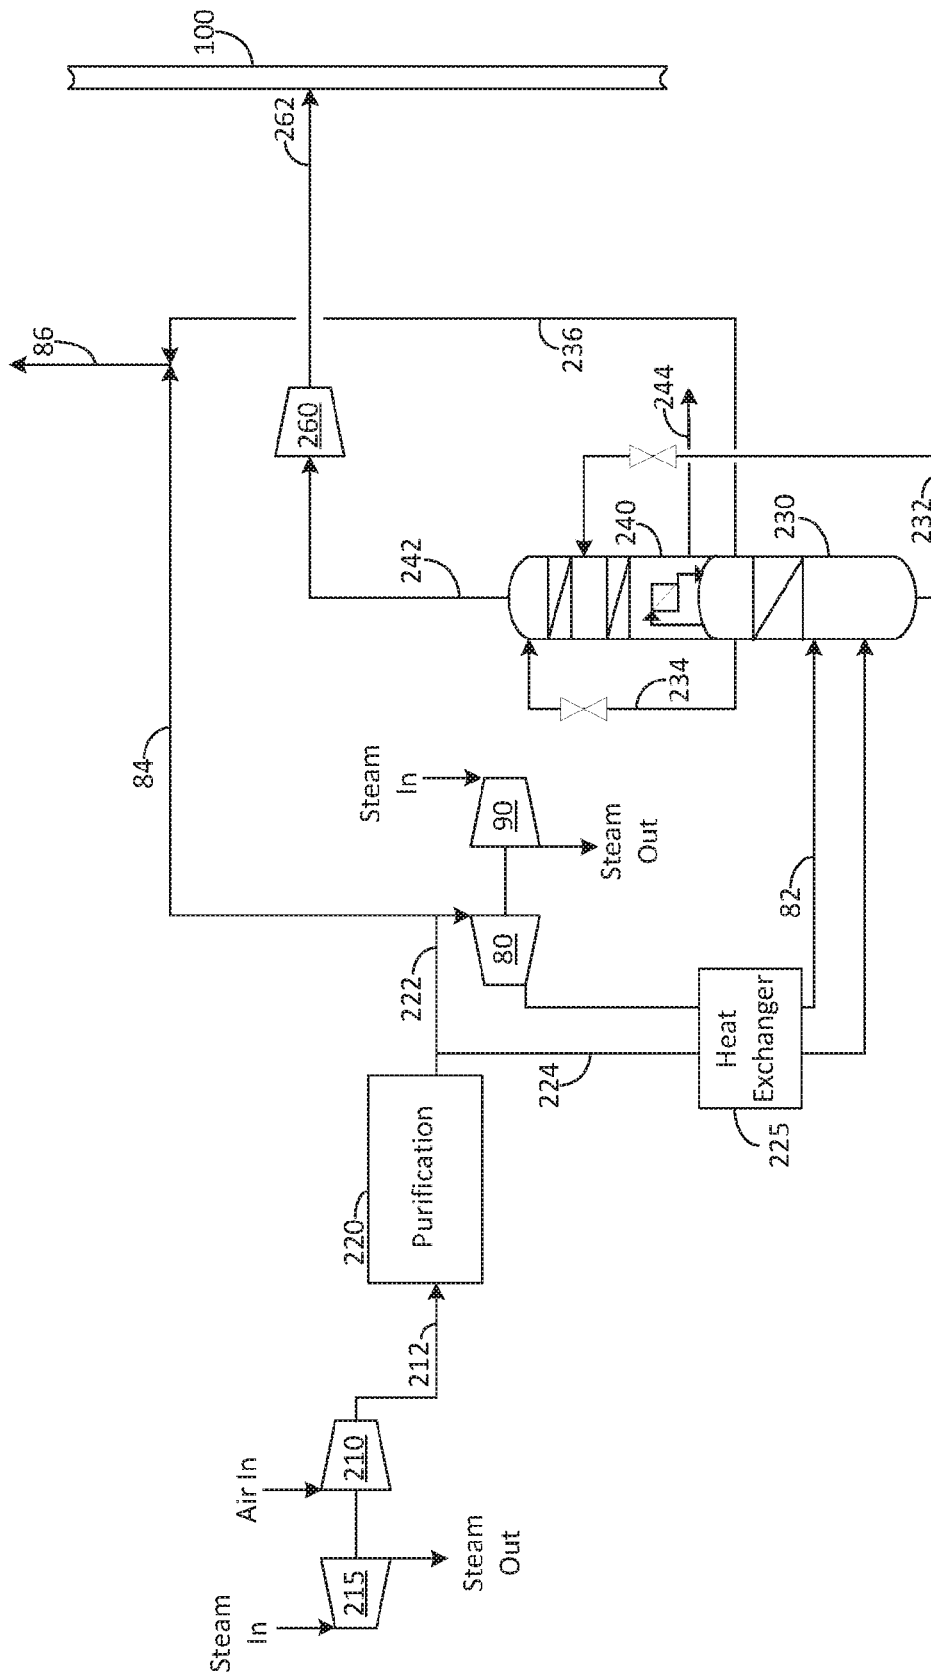 86
84
100
Steam
In
Air In
262
260
215
210
220
Purification
212
Steam
In
222
242
Steam
Out
80
90
Steam
Out
224
236
240
244
234
Heat
Exchanger
225
82
230
232